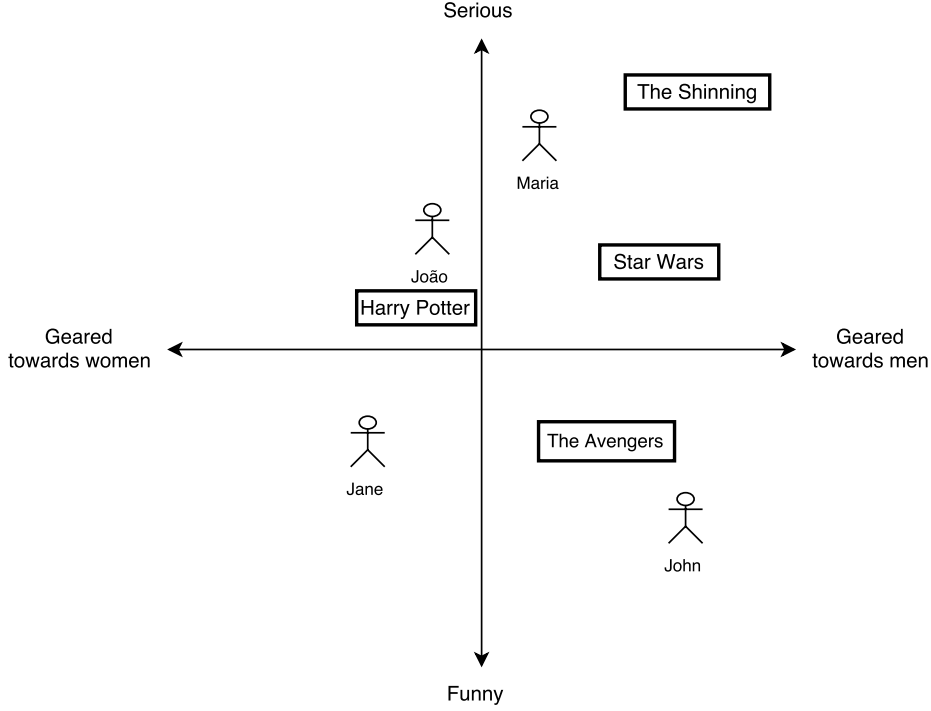 Serious
The Shinning
Maria
João
Star Wars
Harry Potter
Geared
towards women
Geared
towards men
The Avengers
Jane
John
Funny